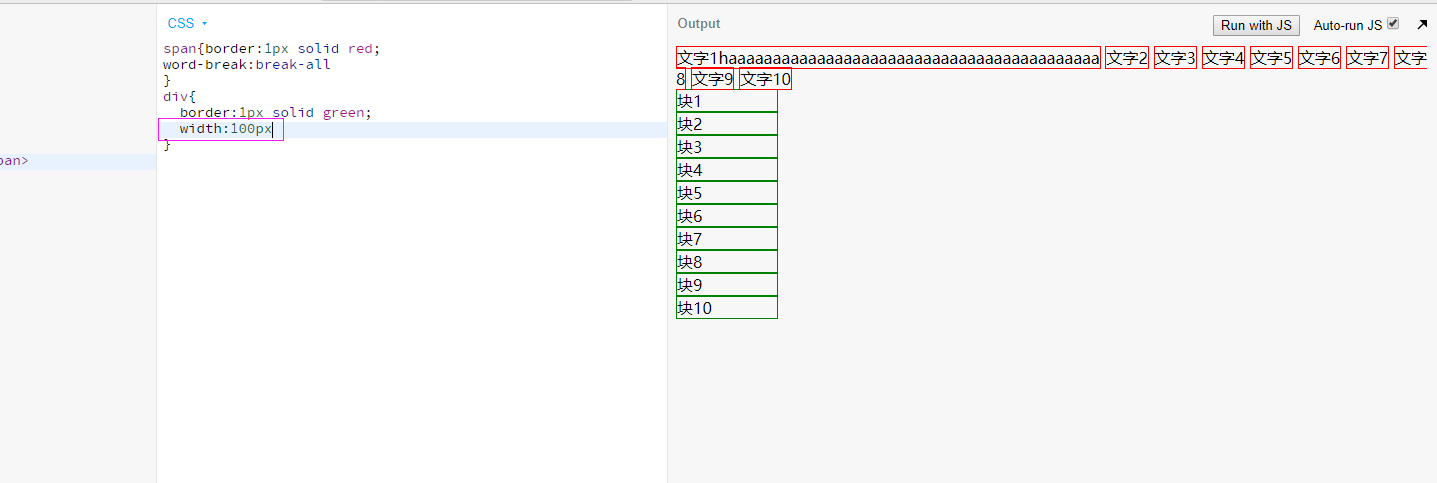 CSS
span{border:1px solid red;
word-break:break-all
}
div{
border:1px solid green;
width:100px
}
pan>
Output
Run with JS
Auto-run JS
文字1haaaaaaaaaaaaaaaaaaaaaaaaaaaaaaaaaaaaaaaaaa 文字2 文字3 文字4 文字5 文字6 文字7 文字
8 文字9 文字10
块1
块2
块3
块4
块5
块6
块7
块8
块9
块10